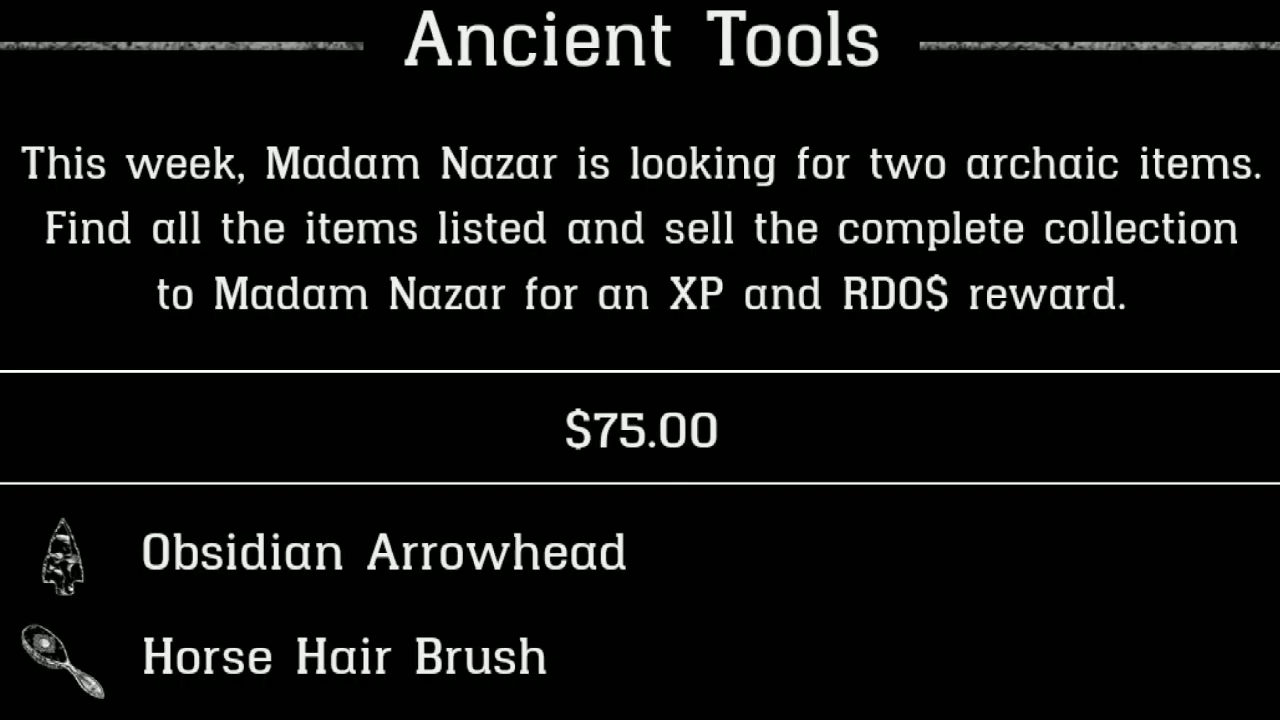 Ancient Tools
This week, Madam Nazar is looking for two archaic items.
Find all the items listed and sell the complete collection
to Madam Nazar for an XP and RDO$ reward.
$75.00
Obsidian Arrowhead
Horse Hair Brush